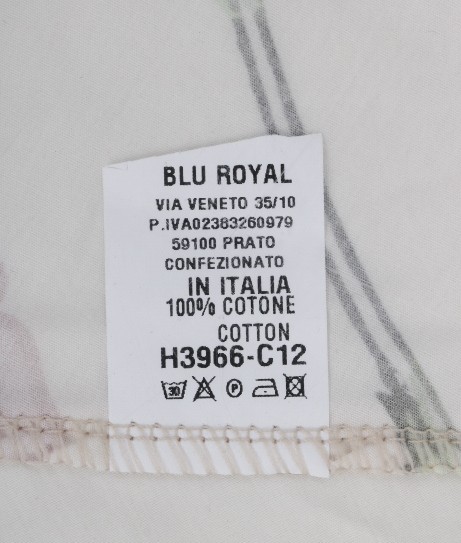 BLU ROYAL
VIA VENETO 35/10
P.IVA02383260979
59100 PRATO
CONFEZIONATO
IN ITALIA
100% COTONE
COTTON
H3966-C12
30 P